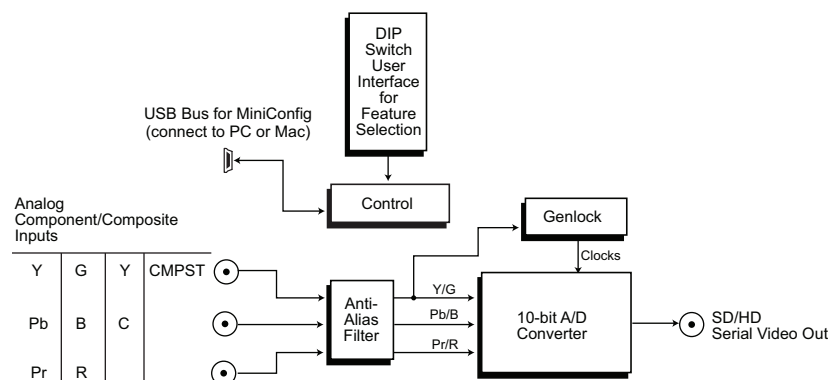 DIP
Switch
User
Interface
for
Feature
Selection
USB Bus for MiniConfig
(connect to PC or Mac)
Control
Genlock
Analog
Component/Composite
Inputs
Clocks
Y G Y CMPST
Y/G
Pb B C
Anti-
Alias
Filter
Pb/B
10-bit A/D
Converter
SD/HD
Serial Video Out
Pr/R
Pr R